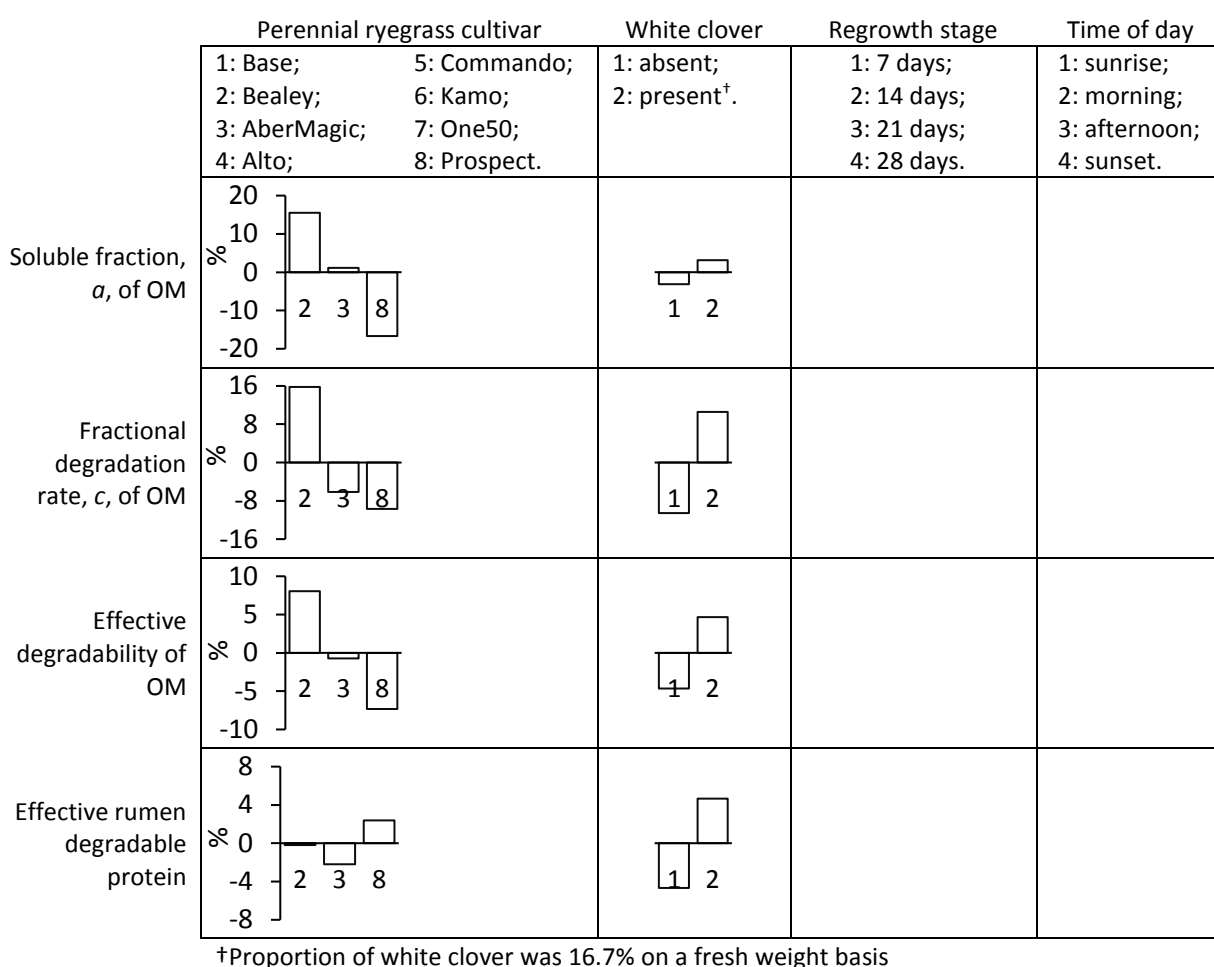 Perennial ryegrass cultivar White clover Regrowth stage Time of day
1: Base; 5: Commando; 1: absent; 1: 7 days; 1: sunrise;
2: Bealey; 6: Kamo; 2: present†. 2: 14 days; 2: morning;
3: AberMagic; 7: One50; 3: 21 days; 3: afternoon;
4: Alto; 8: Prospect. 4: 28 days. 4: sunset.
Soluble fraction,
a, of OM
%
20
10
0
-10
-20
2 3 8
1 2
Fractional
degradation
rate, c, of OM
%
16
8
0
-8
-16
2 3 8
1 2
Effective
degradability of
OM
%
10
5
0
-5
-10
2 3 8
1 2
Effective rumen
degradable
protein
%
8
4
0
-4
-8
2 3 8
1 2
†Proportion of white clover was 16.7% on a fresh weight basis